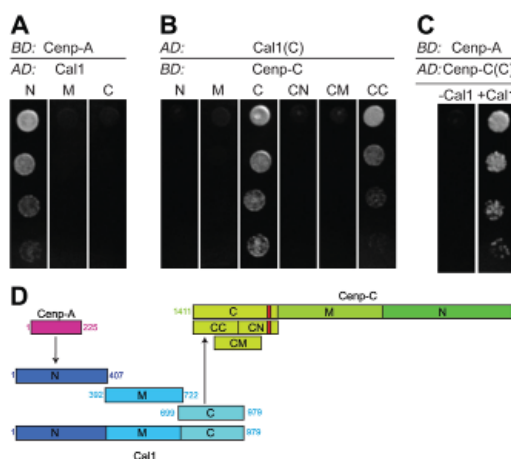 A
BD: Cenp-A
AD: Cal1
N M C
B
AD: Cal1(C)
BD: Cenp-C
N M C CN CM CC
C
BD: Cenp-A
AD:Cenp-C(C)
-Cal1 +Cal1
D
Cenp-A
1 225
Cenp-C
1411 C M N
CC CN
CM
1 N 407
392 M 722
699 C 979
1 N M C 979
Cal1